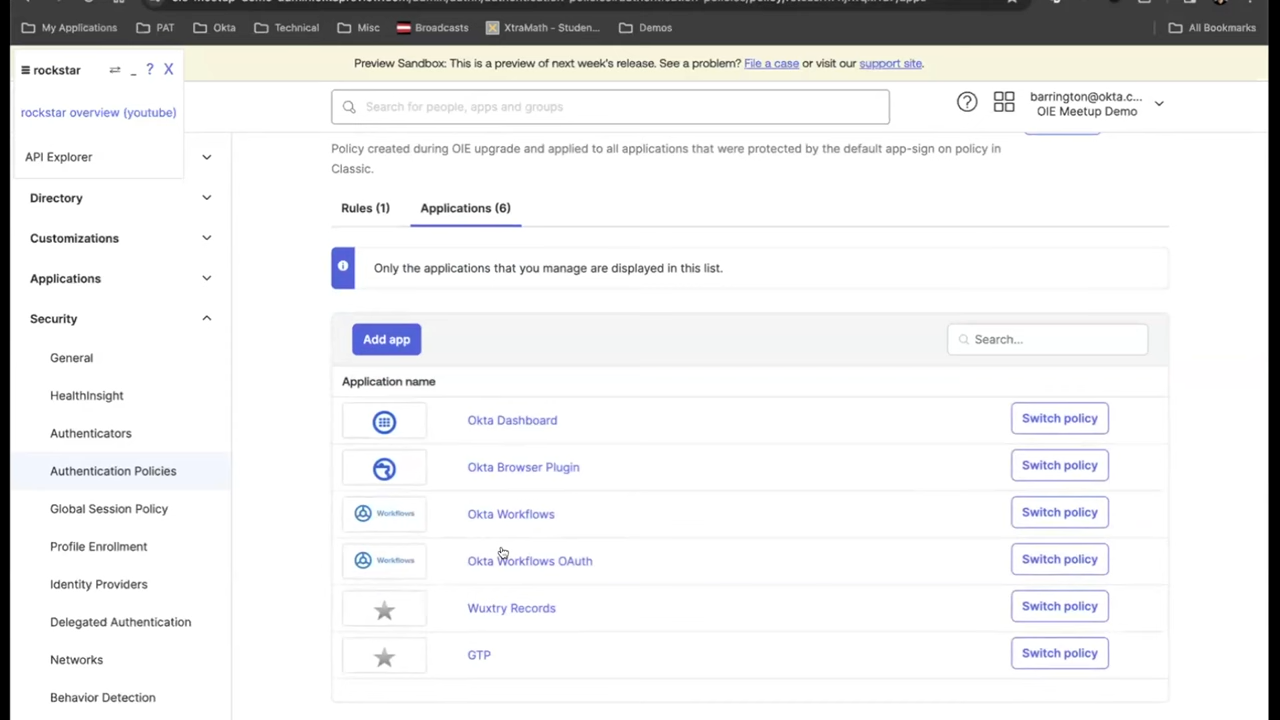 My Applications
PAT
Okta
Technical
Misc
Broadcasts
XtraMath - Studen...
Demos
All Bookmarks
rockstar
_
?
X
rockstar overview (youtube)
API Explorer
Preview Sandbox: This is a preview of next week's release. See a problem? File a case or visit our support site.
Search for people, apps and groups
barrington@okta.c...
OIE Meetup Demo
Directory
Customizations
Applications
Security
General
HealthInsight
Authenticators
Authentication Policies
Global Session Policy
Profile Enrollment
Identity Providers
Delegated Authentication
Networks
Behavior Detection
Policy created during OIE upgrade and applied to all applications that were protected by the default app-sign on policy in
Classic.
Rules (1)
Applications (6)
Only the applications that you manage are displayed in this list.
Add app
Search...
Application name
Okta Dashboard
Switch policy
Okta Browser Plugin
Switch policy
Workflows
Okta Workflows
Switch policy
Workflows
Okta Workflows OAuth
Switch policy
Wuxtry Records
Switch policy
GTP
Switch policy